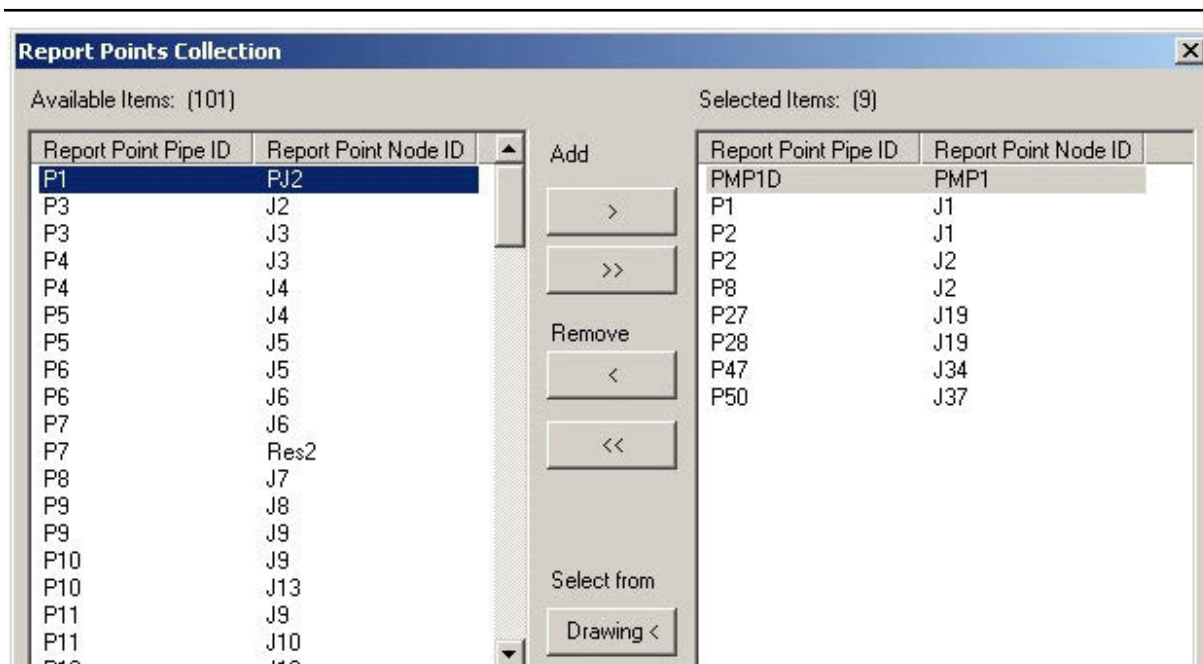 Report Points Collection
Available Items: (101)
Selected Items: (9)
Report Point Pipe ID Report Point Node ID
P1 PJ2
P3 J2
P3 J3
P4 J3
P4 J4
P5 J4
P5 J5
P6 J5
P6 J6
P7 J6
P7 Res2
P8 J7
P9 J8
P9 J9
P10 J9
P10 J13
P11 J9
P11 J10
Add
>
>>
Remove
<
<<
Select from
Drawing <
Report Point Pipe ID Report Point Node ID
PMP1D PMP1
P1 J1
P2 J1
P2 J2
P8 J2
P27 J19
P28 J19
P47 J34
P50 J37